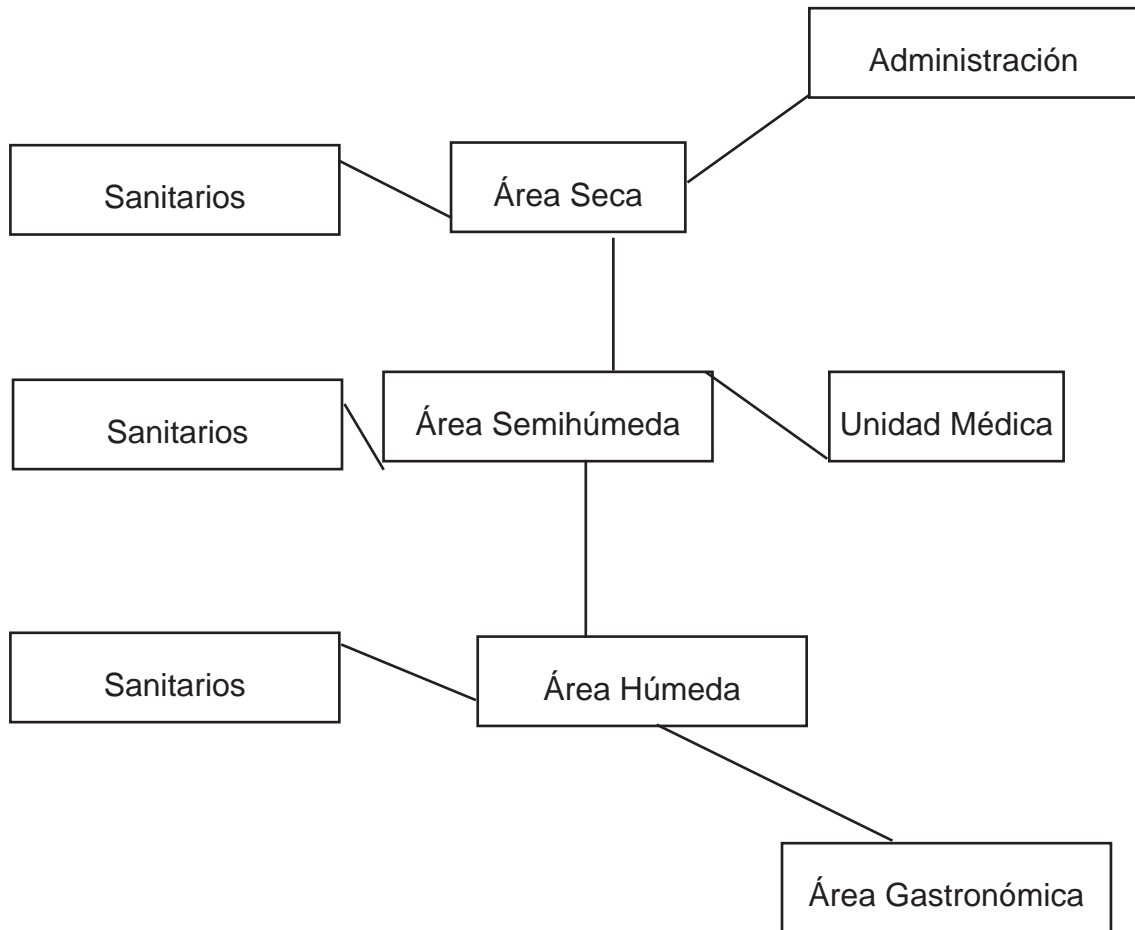 Administración
Sanitarios
Área Seca
Sanitarios
Área Semihúmeda
Unidad Médica
Sanitarios
Área Húmeda
Área Gastronómica